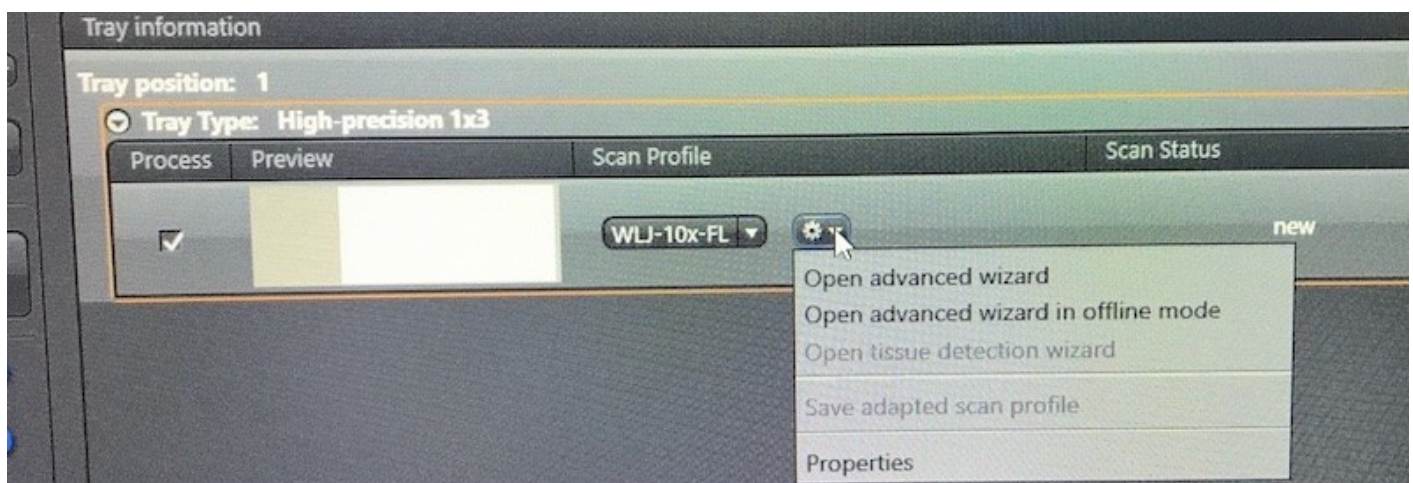 Tray information
Tray position: 1
Tray Type: High-precision 1x3
Process Preview Scan Profile Scan Status
WLJ-10x-FL new
Open advanced wizard
Open advanced wizard in offline mode
Open tissue detection wizard
Save adapted scan profile
Properties